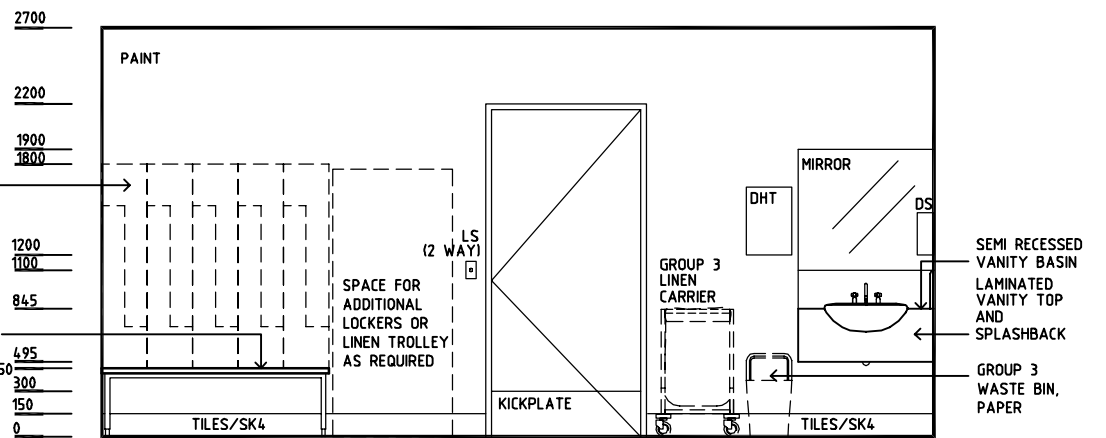 2700
PAINT
2200
1900
1800
MIRROR
DHT
DS
LS
(2 WAY)
1200
1100
845
495
50
300
150
0
SPACE FOR
ADDITIONAL
LOCKERS OR
LINEN TROLLEY
AS REQUIRED
GROUP 3
LINEN
CARRIER
SEMI RECESSED
VANITY BASIN
LAMINATED
VANITY TOP
AND
SPLASHBACK
GROUP 3
WASTE BIN,
PAPER
KICKPLATE
TILES/SK4
TILES/SK4